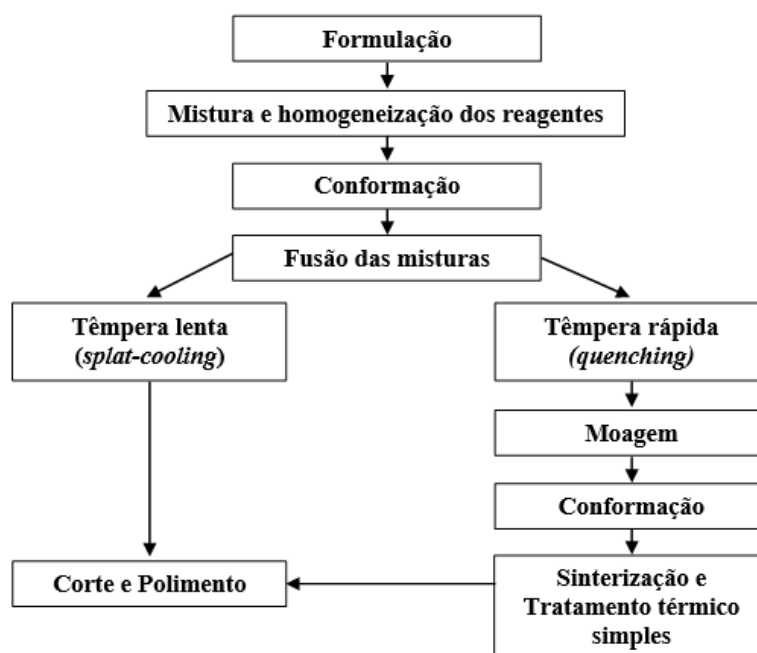 Formulação
Mistura e homogeneização dos reagentes
Conformação
Fusão das misturas
Têmpera lenta
(splat-cooling)
Têmpera rápida
(quenching)
Moagem
Conformação
Corte e Polimento
Sinterização e
Tratamento térmico
simples